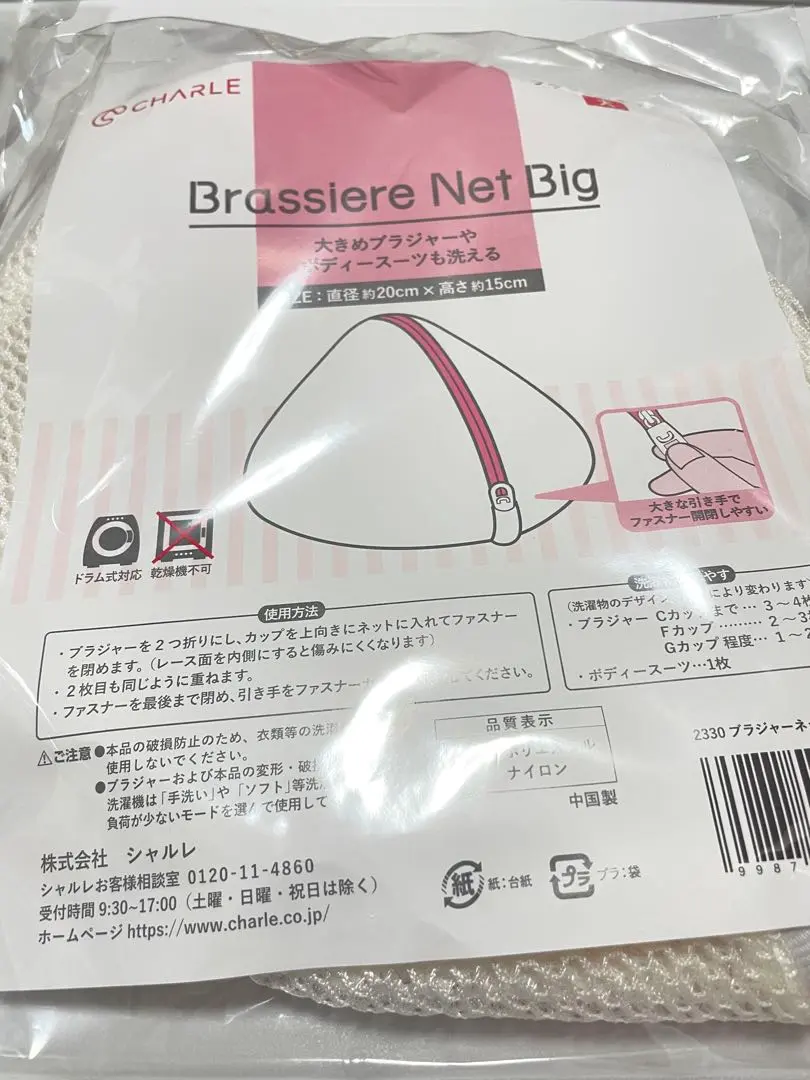 CHARLE
大
Brassiere Net Big
大きめブラジャーや
ボディースーツも洗える
ZE：直径 約20cm × 高さ 約15cm
大きな引き手で
ファスナー開閉しやすい
ドラム式対応 乾燥機不可
使用方法
・ブラジャーを2つ折りにし、カップを上向きにネットに入れてファスナー
を閉めます。（レース面を内側にすると傷みにくくなります）
・2枚目も同じように重ねます。
・ファスナーを最後まで閉め、引き手をファスナー てください。
やす
（洗濯物のデザイン により変わります
・ブラジャー Cカップまで… 3～4枚
Fカップ……… 2～3
Gカップ 程度… 1～2
・ボディースーツ…1枚
⚠ご注意 ●本品の破損防止のため、衣類等の洗濯
使用しないでください。
●ブラジャーおよび本品の変形・破損
洗濯機は「手洗い」や「ソフト」等洗
負荷が少ないモードを選んで使用して
品質表示
ポリエステル
ナイロン
中国製
2330 ブラジャーネッ
9987
株式会社 シャルレ
シャルレお客様相談室 0120-11-4860
受付時間 9:30~17:00（土曜・日曜・祝日は除く）
ホームページ https://www.charle.co.jp/
紙 紙：台紙
プラ プラ：袋